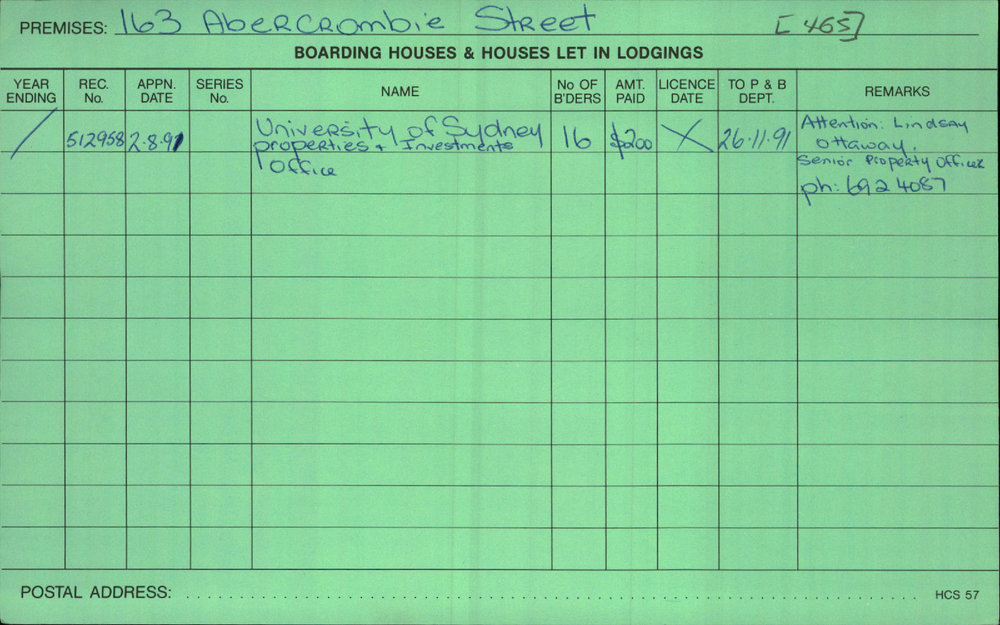 PREMISES: 163 Abercrombie Street [465]
BOARDING HOUSES & HOUSES LET IN LODGINGS
YEAR ENDING REC. No. APPN. DATE SERIES No. NAME No OF B'DERS AMT. PAID LICENCE DATE TO P & B DEPT. REMARKS
/ 512958 2.8.91 University of Sydney 16 $200 X 26.11.91 Attention: Lindsay
properties + Investments Ottaway.
Office Senior Property Officer
ph: 692 4087
POSTAL ADDRESS: HCS 57